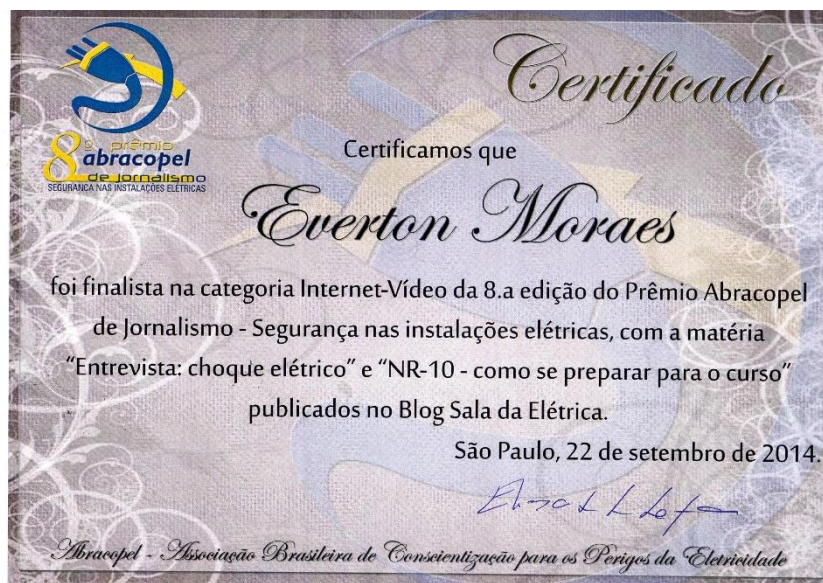 Certificado
8º prêmio
abracopel
de jornalismo
SEGURANÇA NAS INSTALAÇÕES ELÉTRICAS
Certificamos que
Everton Moraes
foi finalista na categoria Internet-Vídeo da 8.a edição do Prêmio Abracopel
de Jornalismo - Segurança nas instalações elétricas, com a matéria
“Entrevista: choque elétrico” e “NR-10 - como se preparar para o curso”
publicados no Blog Sala da Elétrica.
São Paulo, 22 de setembro de 2014.
Abracopel - Associação Brasileira de Conscientização para os Perigos da Eletricidade